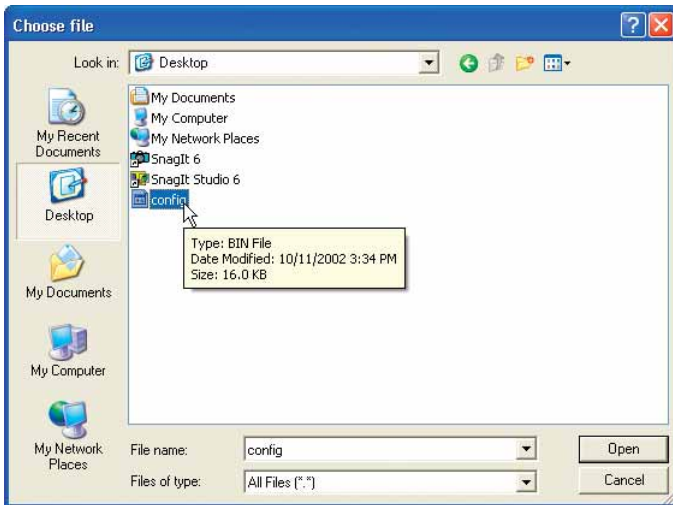 Choose file
Look in:
Desktop
My Recent
Documents
Desktop
My Documents
My Computer
My Network
Places
My Documents
My Computer
My Network Places
SnagIt 6
SnagIt Studio 6
config
Type: BIN File
Date Modified: 10/11/2002 3:34 PM
Size: 16.0 KB
File name:
config
Open
Files of type:
All Files (*.*)
Cancel